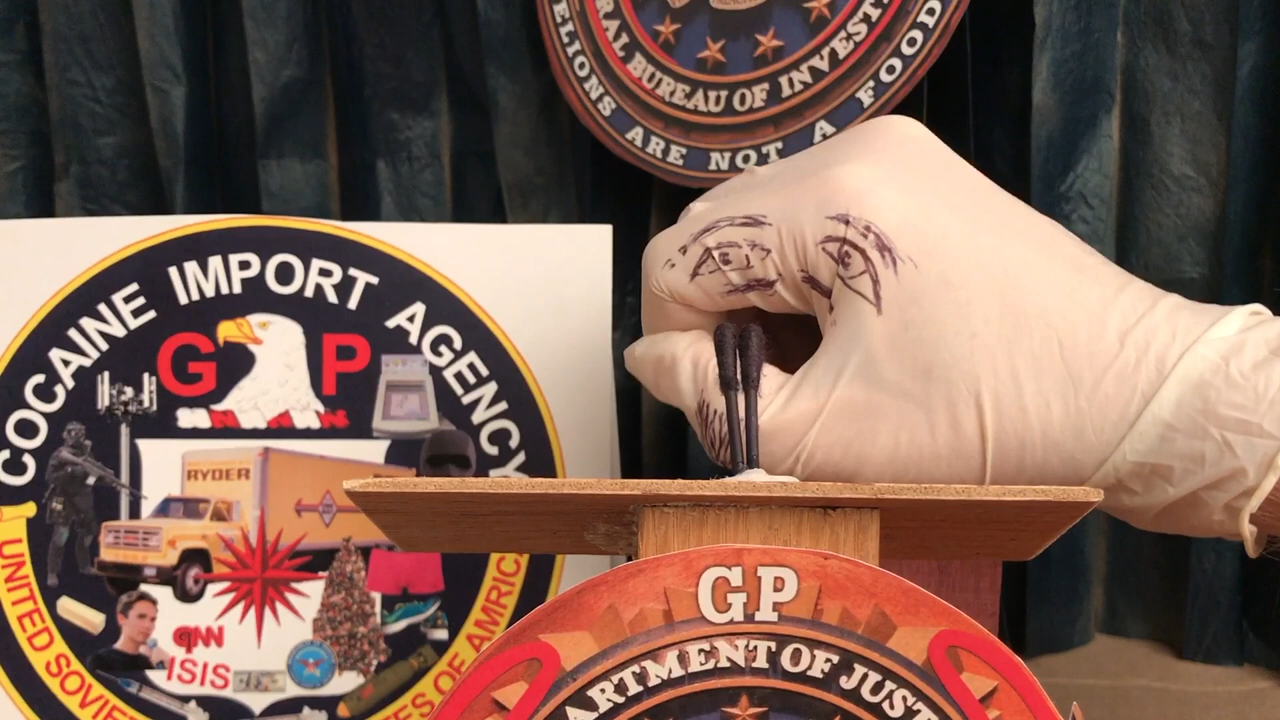 RAL BUREAU OF INVEST
ELIONS ARE NOT A FOOD
COCAINE IMPORT AGENCY
G P
RYDER
CNN
ISIS
UNITED SOVIE
ES OF AMRICA
GP
ARTMENT OF JUST